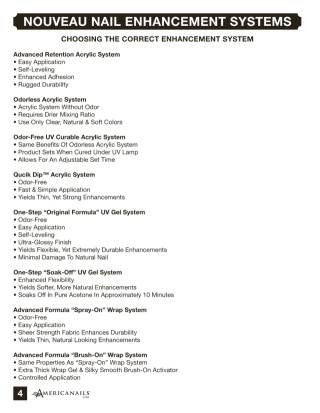 NOUVEAU NAIL ENHANCEMENT SYSTEMS
CHOOSING THE CORRECT ENHANCEMENT SYSTEM
Advanced Retention Acrylic System
• Easy Application
• Self-Leveling
• Enhanced Adhesion
• Rugged Durability
Odorless Acrylic System
• Acrylic System Without Odor
• Requires Drier Mixing Ratio
• Use Only Clear, Natural & Soft Colors
Odor-Free UV Curable Acrylic System
• Same Benefits Of Odorless Acrylic System
• Product Sets When Cured Under UV Lamp
• Allows For An Adjustable Set Time
Qucik Dip™ Acrylic System
• Odor-Free
• Fast & Simple Application
• Yields Thin, Yet Strong Enhancements
One-Step “Original Formula” UV Gel System
• Odor-Free
• Easy Application
• Self-Leveling
• Ultra-Glossy Finish
• Yields Flexible, Yet Extremely Durable Enhancements
• Minimal Damage To Natural Nail
One-Step “Soak-Off” UV Gel System
• Enhanced Flexibility
• Yields Softer, More Natural Enhancements
• Soaks Off In Pure Acetone In Approximately 10 Minutes
Advanced Formula “Spray-On” Wrap System
• Odor-Free
• Easy Application
• Sheer Strength Fabric Enhances Durability
• Yields Thin, Natural Looking Enhancements
Advanced Formula “Brush-On” Wrap System
• Same Properties As “Spray-On” Wrap System
• Extra Thick Wrap Gel & Silky Smooth Brush-On Activator
• Controlled Application
4 AMERICANAILS